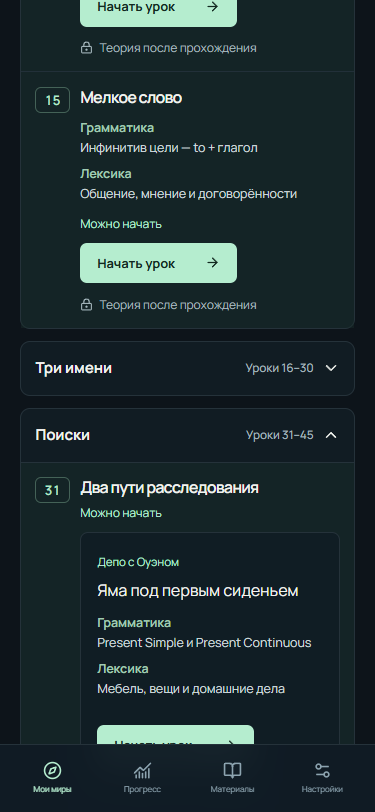 Начать урок
Теория после прохождения
15
Мелкое слово
Грамматика
Инфинитив цели — to + глагол
Лексика
Общение, мнение и договорённости
Можно начать
Начать урок
Теория после прохождения
Три имени
Уроки 16–30
Поиски
Уроки 31–45
31
Два пути расследования
Можно начать
Депо с Оуэном
Яма под первым сиденьем
Грамматика
Present Simple и Present Continuous
Лексика
Мебель, вещи и домашние дела
Начать урок
Мои миры
Прогресс
Материалы
Настройки